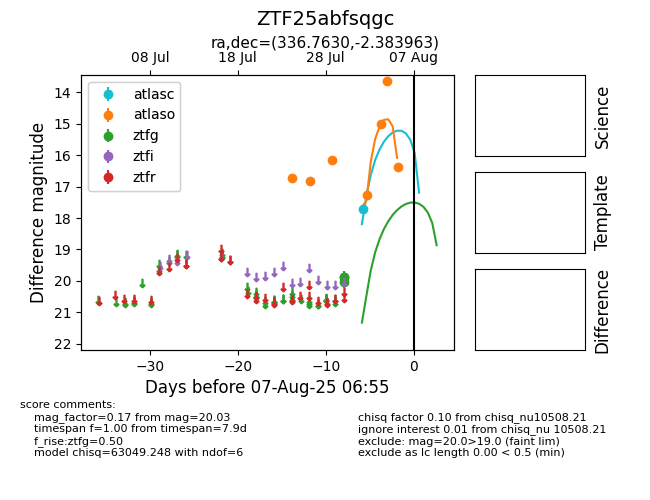 ZTF25abfsqgc
ra,dec=(336.7630,-2.383963)
08 Jul
18 Jul
28 Jul
07 Aug
14
15
16
17
18
19
20
21
22
Difference magnitude
atlasc
atlaso
ztfg
ztfi
ztfr
−30
−20
−10
0
Days before 07-Aug-25 06:55
Science
Template
Difference
score comments:
mag_factor=0.17 from mag=20.03
timespan f=1.00 from timespan=7.9d
f_rise:ztfg=0.50
model chisq=63049.248 with ndof=6
chisq factor 0.10 from chisq_nu10508.21
ignore interest 0.01 from chisq_nu 10508.21
exclude: mag=20.0>19.0 (faint lim)
exclude as lc length 0.00 < 0.5 (min)